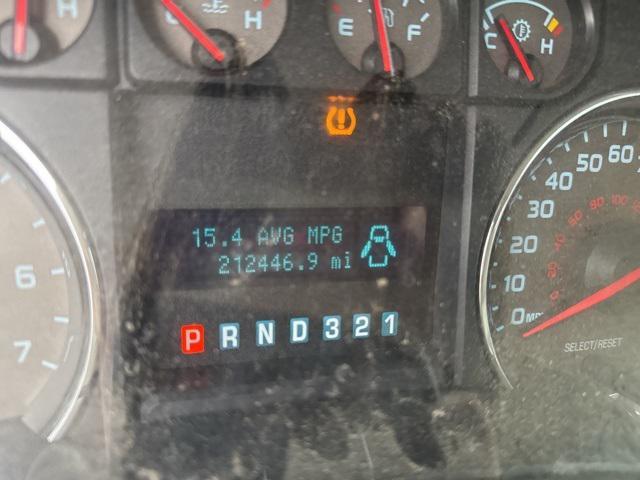 H
C H
E F
C H
15.4 AVG MPG
212446.9 mi
P R N D 3 2 1
6
7
60
50
40
30
20
10
0
SELECT/RESET